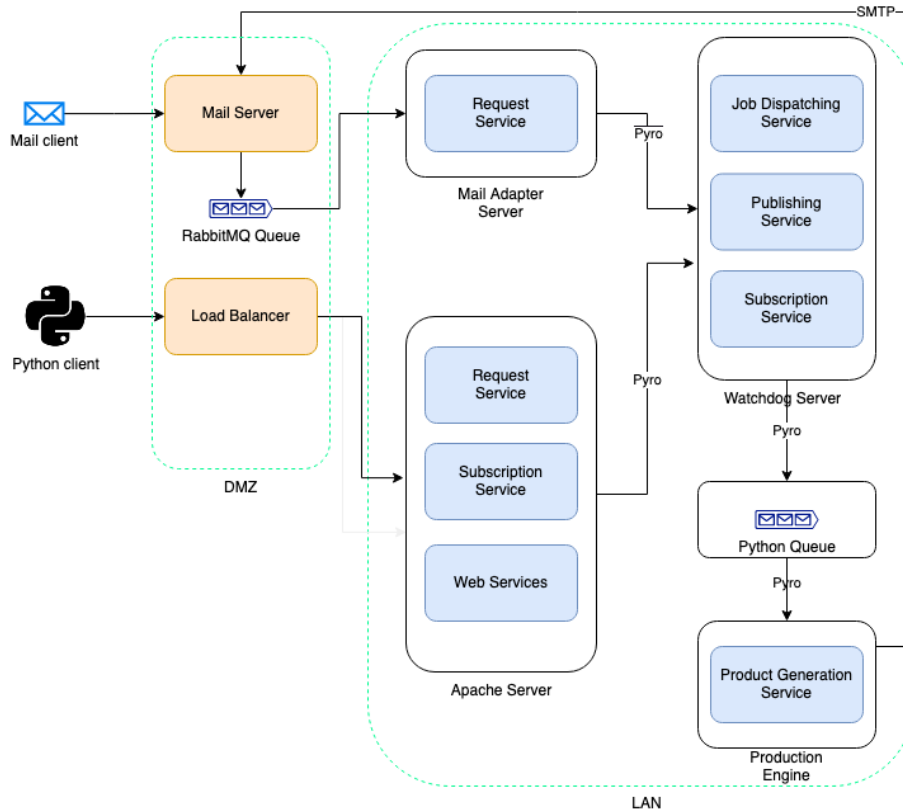 SMTP
Mail client
Mail Server
RabbitMQ Queue
Python client
Load Balancer
DMZ
Request
Service
Mail Adapter
Server
Pyro
Request
Service
Subscription
Service
Web Services
Apache Server
Pyro
Job Dispatching
Service
Publishing
Service
Subscription
Service
Watchdog Server
Pyro
Python Queue
Pyro
Product Generation
Service
Production
Engine
LAN